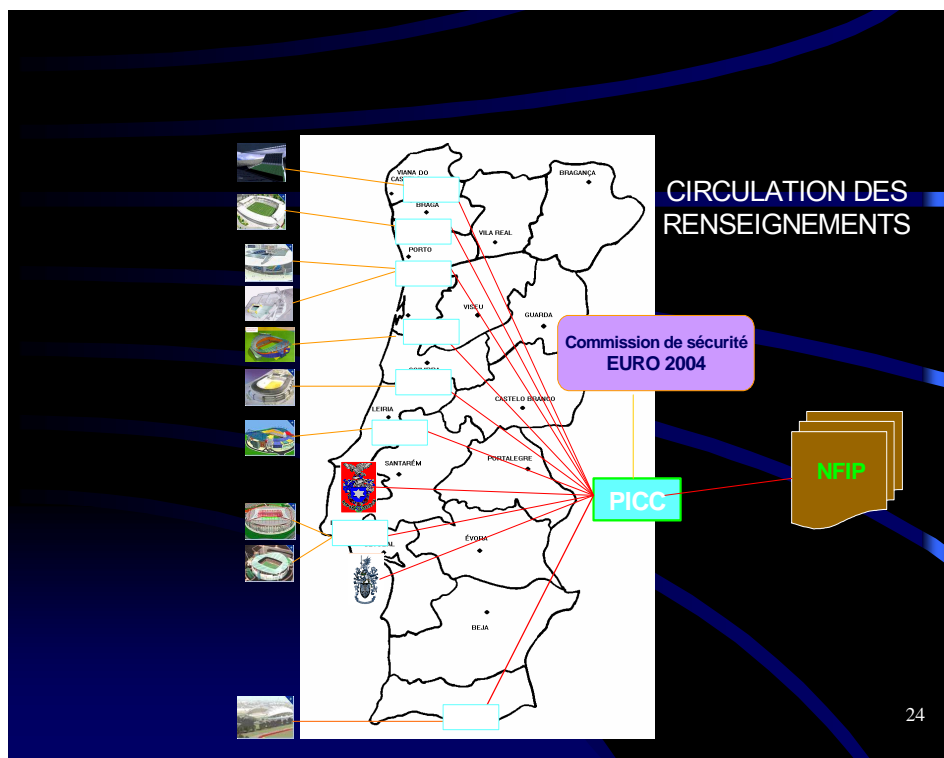 CIRCULATION DES
RENSEIGNEMENTS
VIANA DO
CAS
BRAGANÇA
BRAGA
VILA REAL
PORTO
VISEU
GUARDA
Commission de sécurité
EURO 2004
CASTELO BRANCO
LEIRIA
SANTARÉM
PORTALEGRE
NFIP
PICC
ÉVORA
BEJA
24